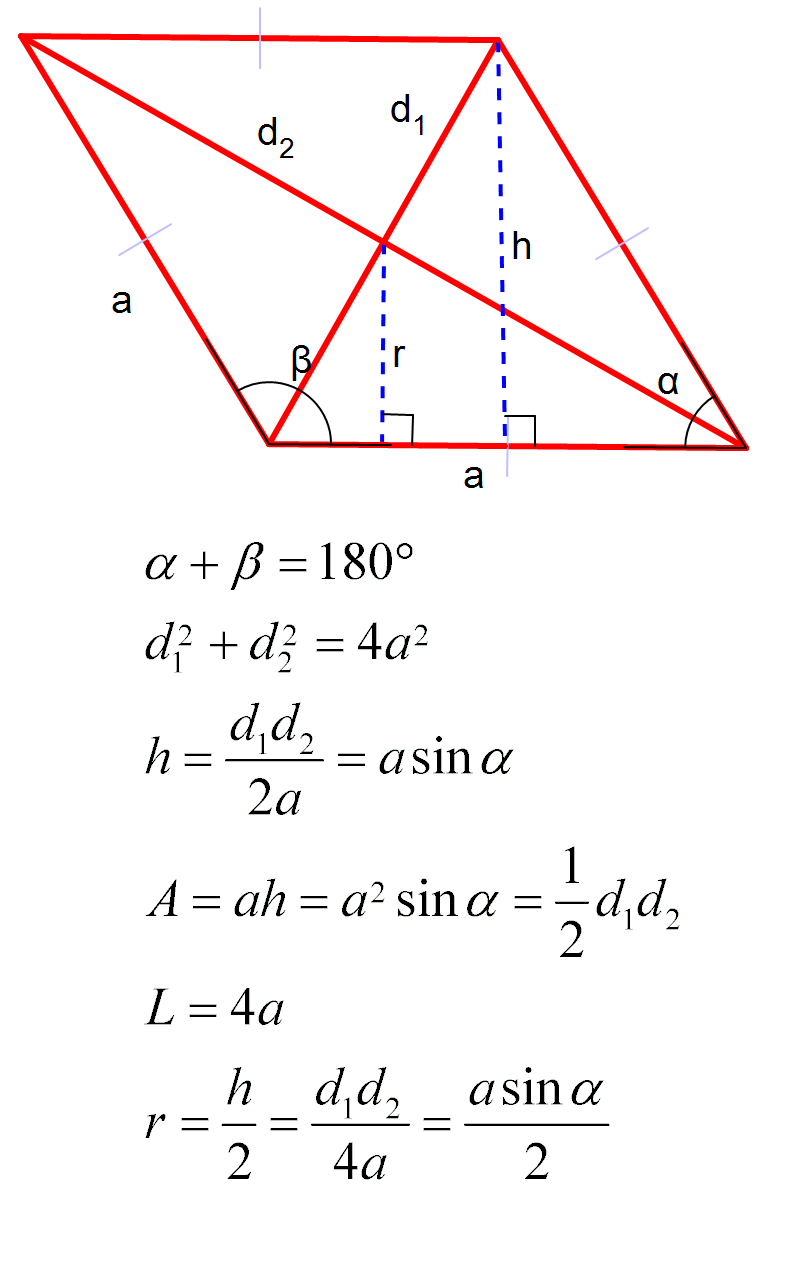 d₁
d₂
h
a
β
r
α
a
α + β = 180°
d₁² + d₂² = 4a²
h = d₁d₂/2a = a sin α
A = ah = a² sin α = 1/2 d₁d₂
L = 4a
r = h/2 = d₁d₂/4a = a sin α/2